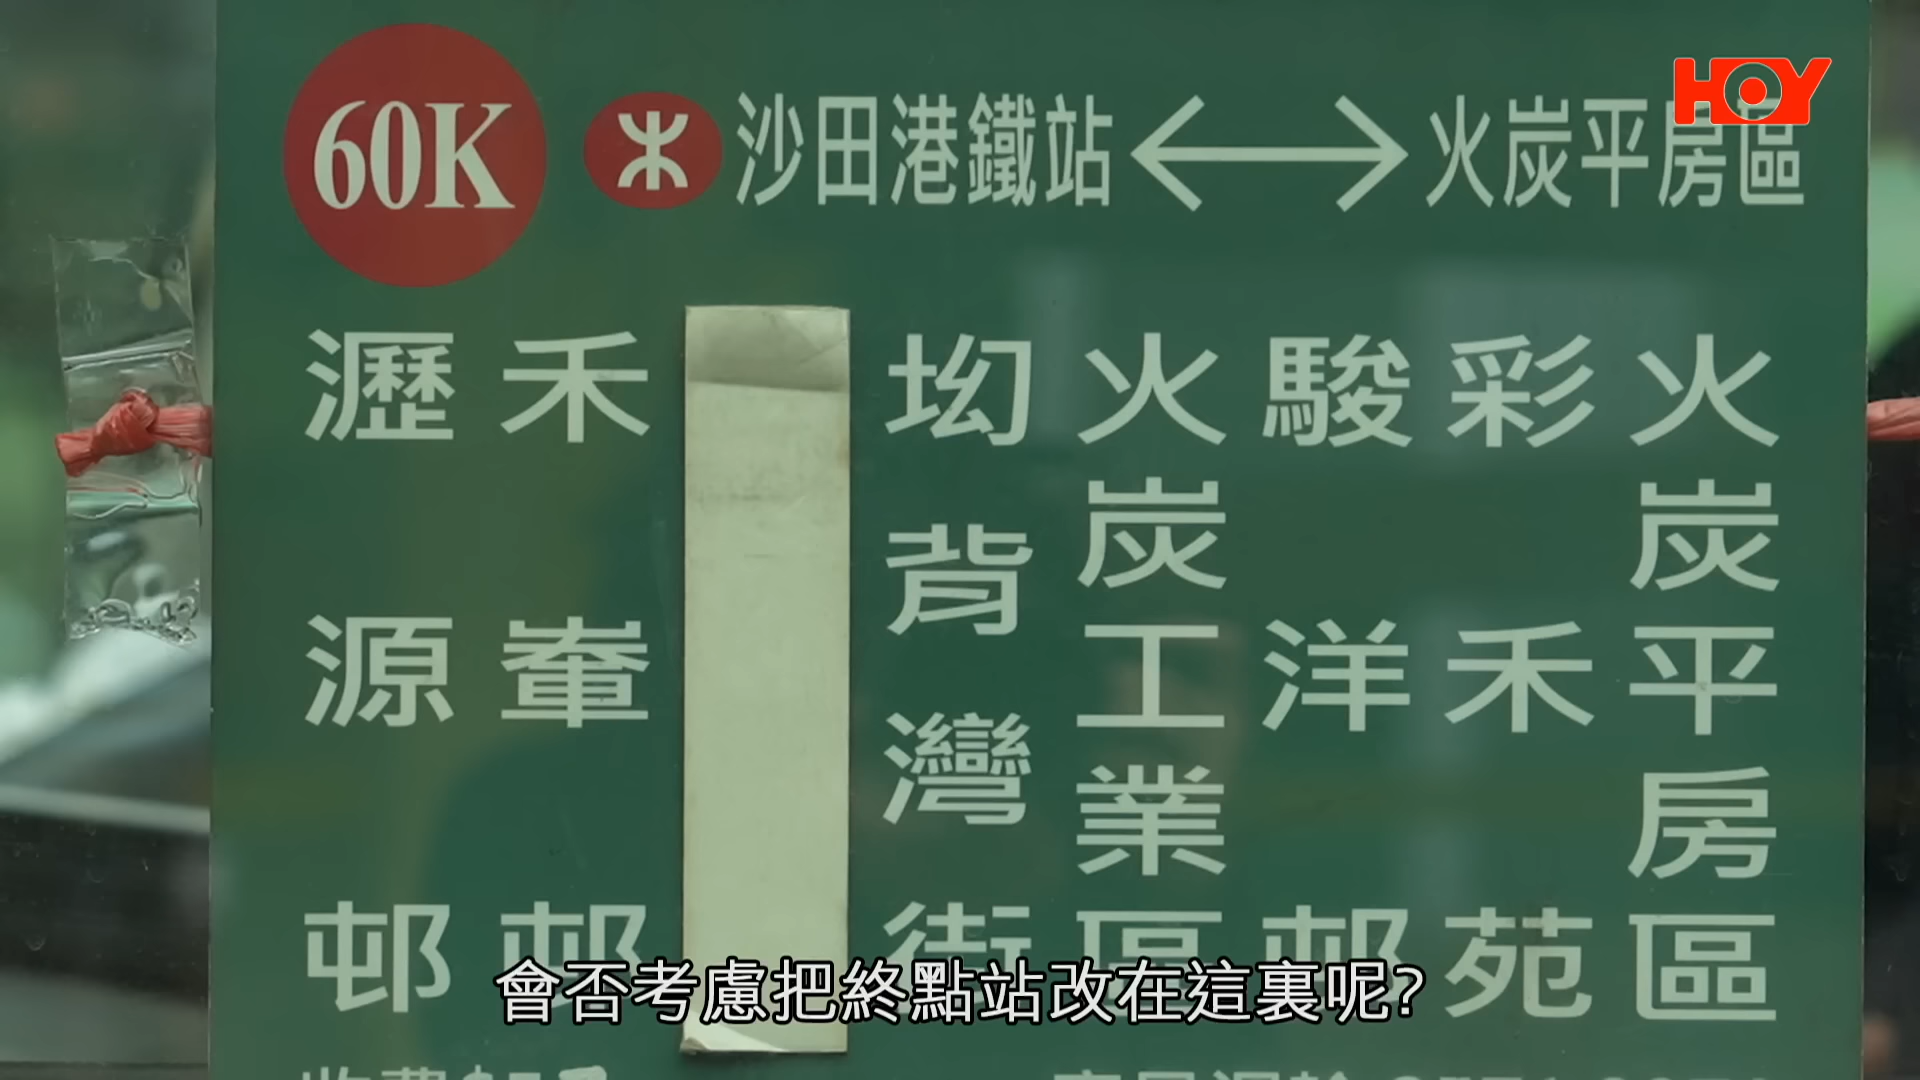 HOY
60K 沙田港鐵站 ←→ 火炭平房區
瀝源邨
禾輋邨
坳背灣街
火炭工業區
駿洋邨
彩禾苑
火炭平房區
會否考慮把終點站改在這裏呢?